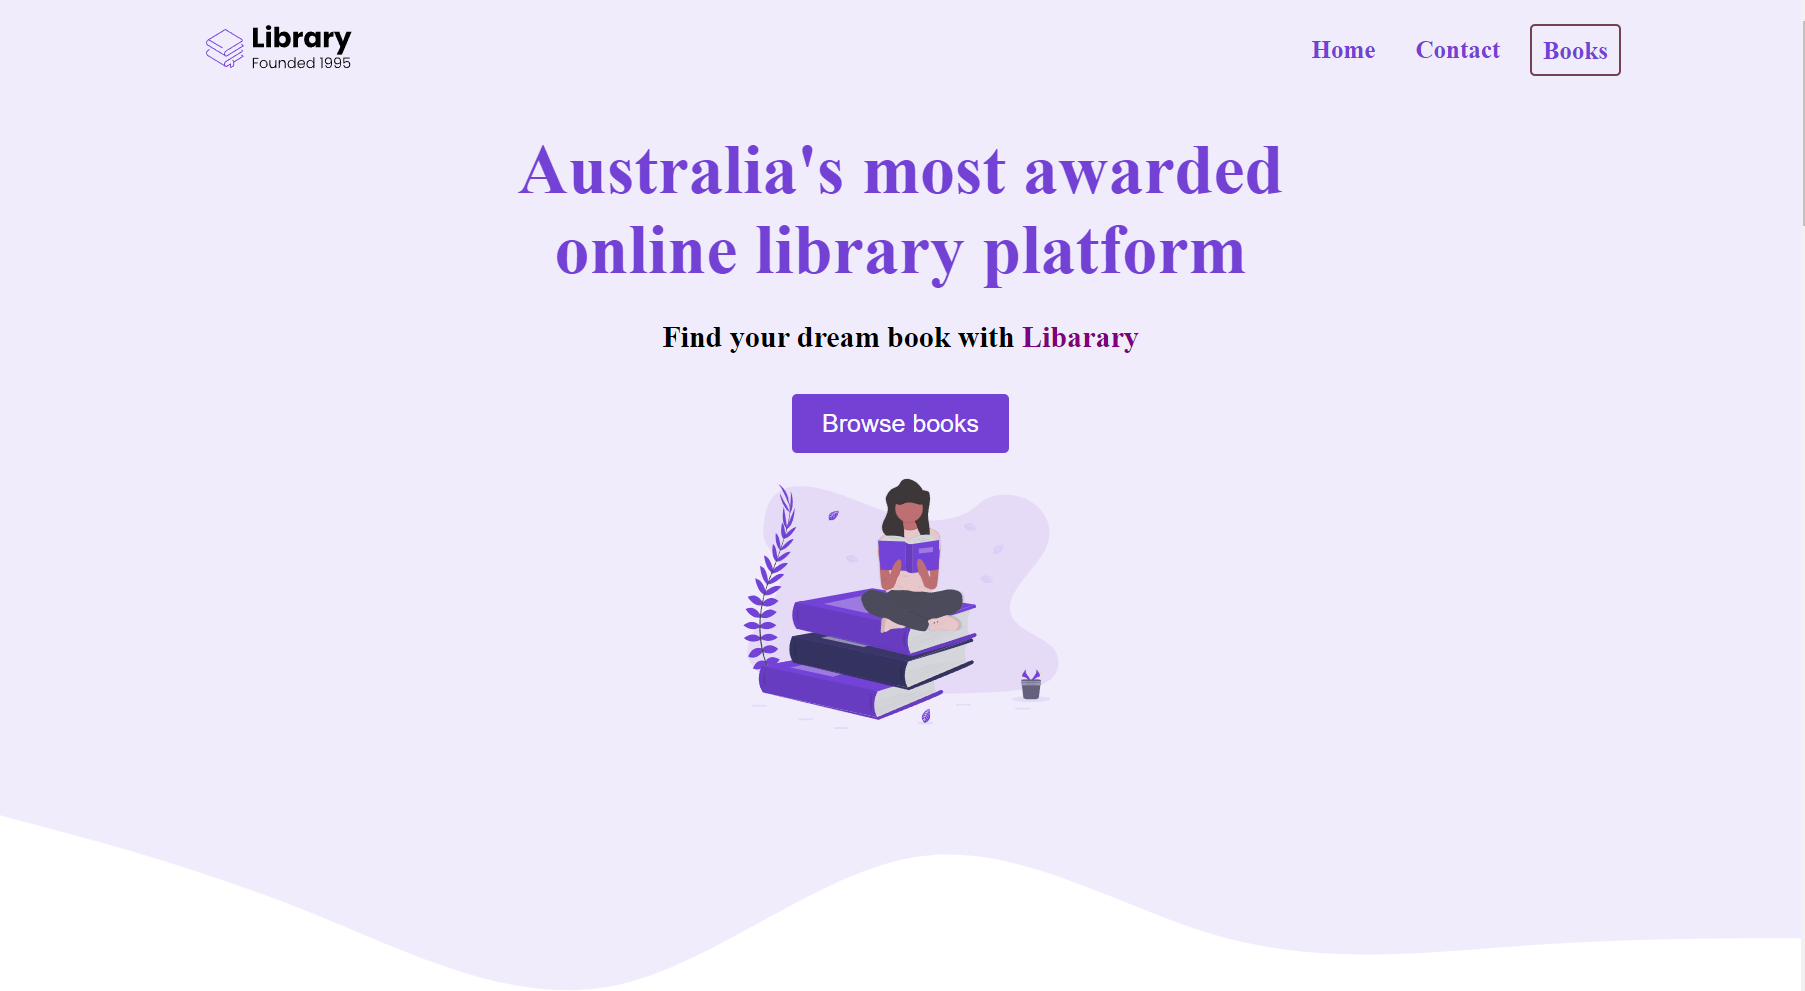 Library
Founded 1995
Home
Contact
Books
Australia's most awarded
online library platform
Find your dream book with Libarary
Browse books